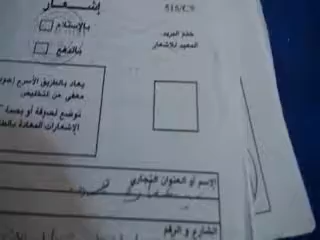 إشعار
515/C.9
بالإستلام
ختم البريد
المعيد للإشعار
بالدفع
يعاد بالطريق الأسرع
معفى من التخليص
توضع لصوقة أو بصمة
الإشعارات المعادة
الإسم أو العنوان التجاري
الشارع و الرقم